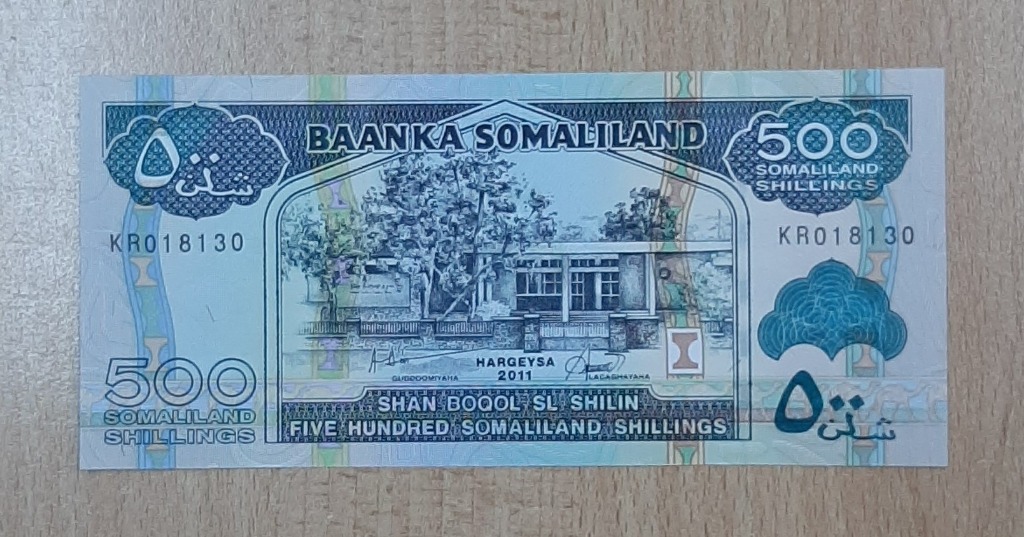 BAANKA SOMALILAND
٥٠٠
شلن
500
SOMALILAND
SHILLINGS
KR018130
KR018130
HARGEYSA
2011
GUDDOOMIYAHA
LACAGHAYAHA
500
SOMALILAND
SHILLINGS
SHAN BOQOL SL SHILIN
FIVE HUNDRED SOMALILAND SHILLINGS
٥٠٠
شلن